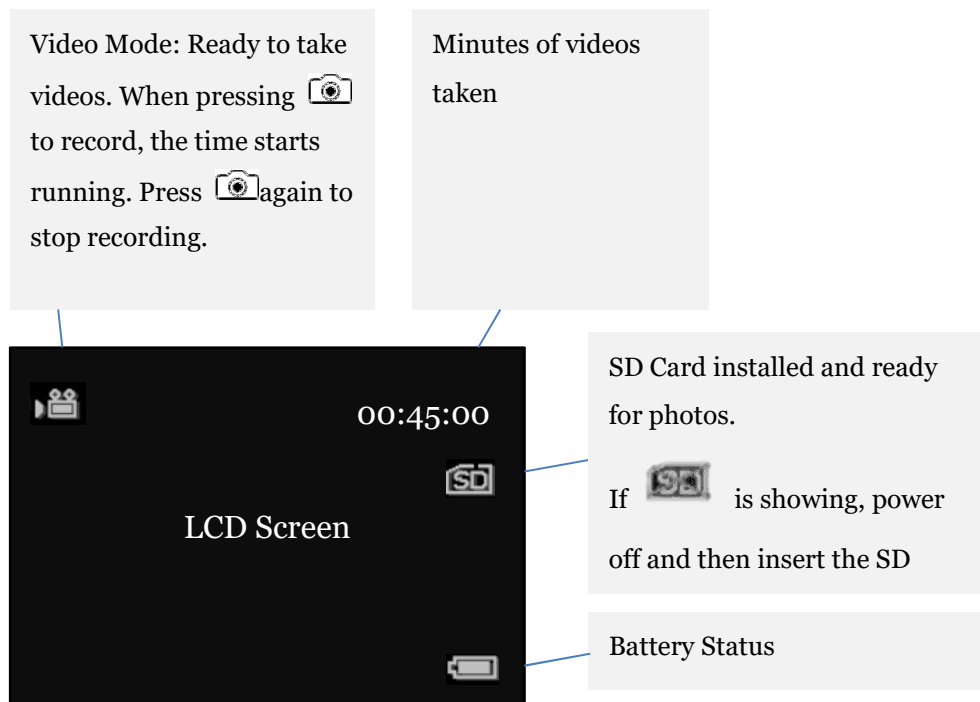 Video Mode: Ready to take
videos. When pressing
to record, the time starts
running. Press again to
stop recording.
Minutes of videos
taken
00:45:00
SD
LCD Screen
SD Card installed and ready
for photos.
If SD is showing, power
off and then insert the SD
Battery Status